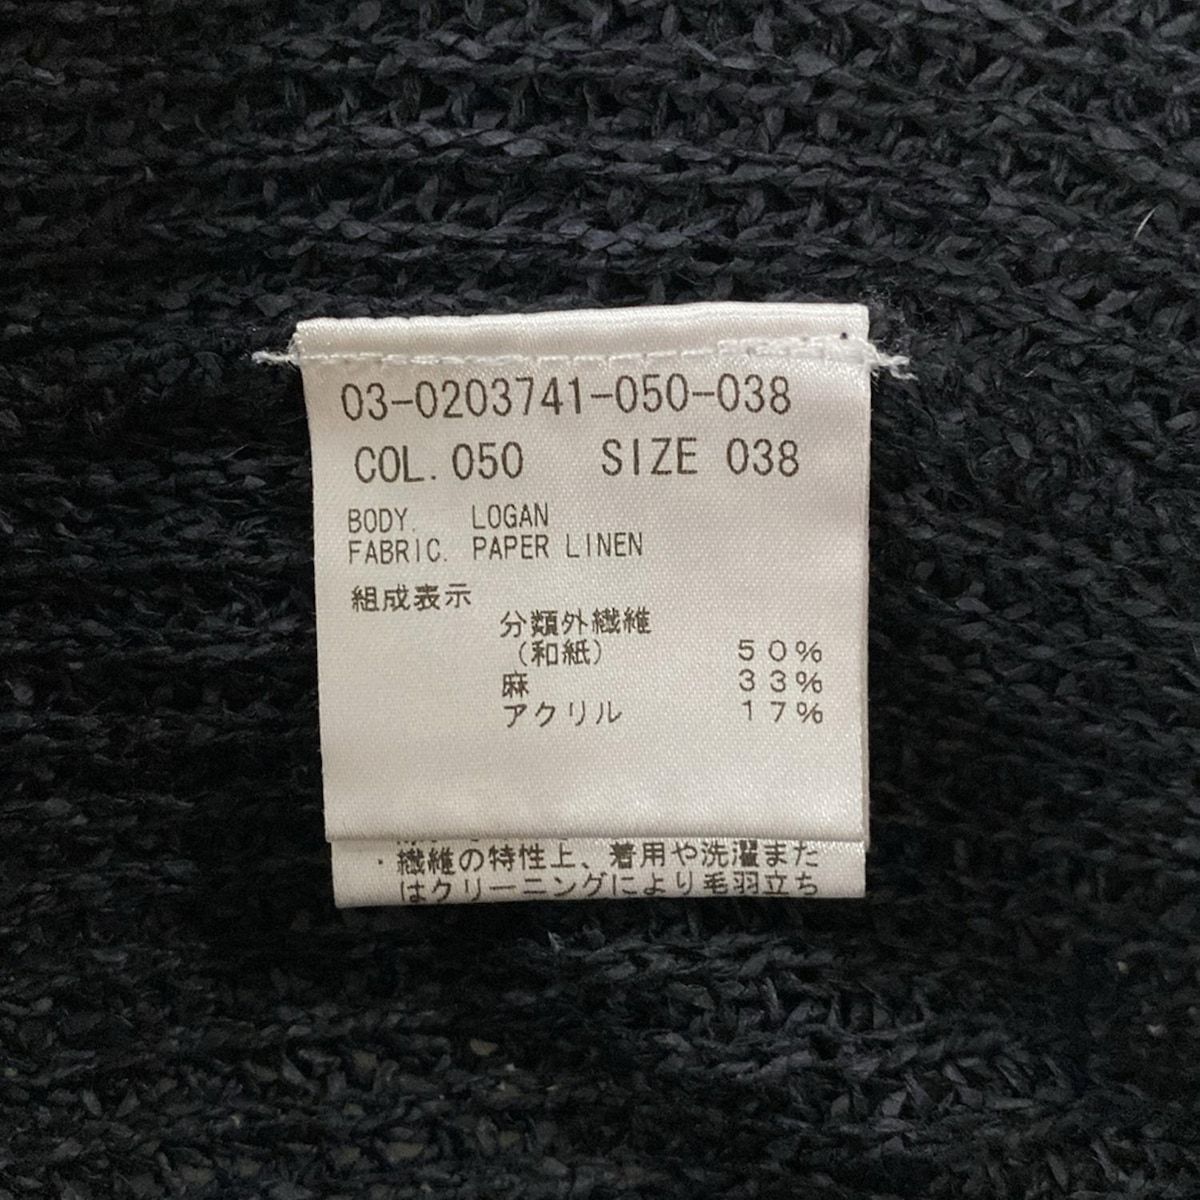 03-0203741-050-038
COL. 050 SIZE 038
BODY. LOGAN
FABRIC. PAPER LINEN
組成表示
分類外繊維
(和紙) 50%
麻 33%
アクリル 17%
・繊維の特性上、着用や洗濯また
はクリーニングにより毛羽立ち